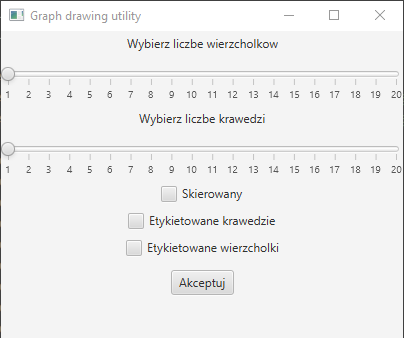 Graph drawing utility
Wybierz liczbe wierzcholkow
1 2 3 4 5 6 7 8 9 10 11 12 13 14 15 16 17 18 19 20
Wybierz liczbe krawedzi
1 2 3 4 5 6 7 8 9 10 11 12 13 14 15 16 17 18 19 20
Skierowany
Etykietowane krawedzie
Etykietowane wierzcholki
Akceptuj